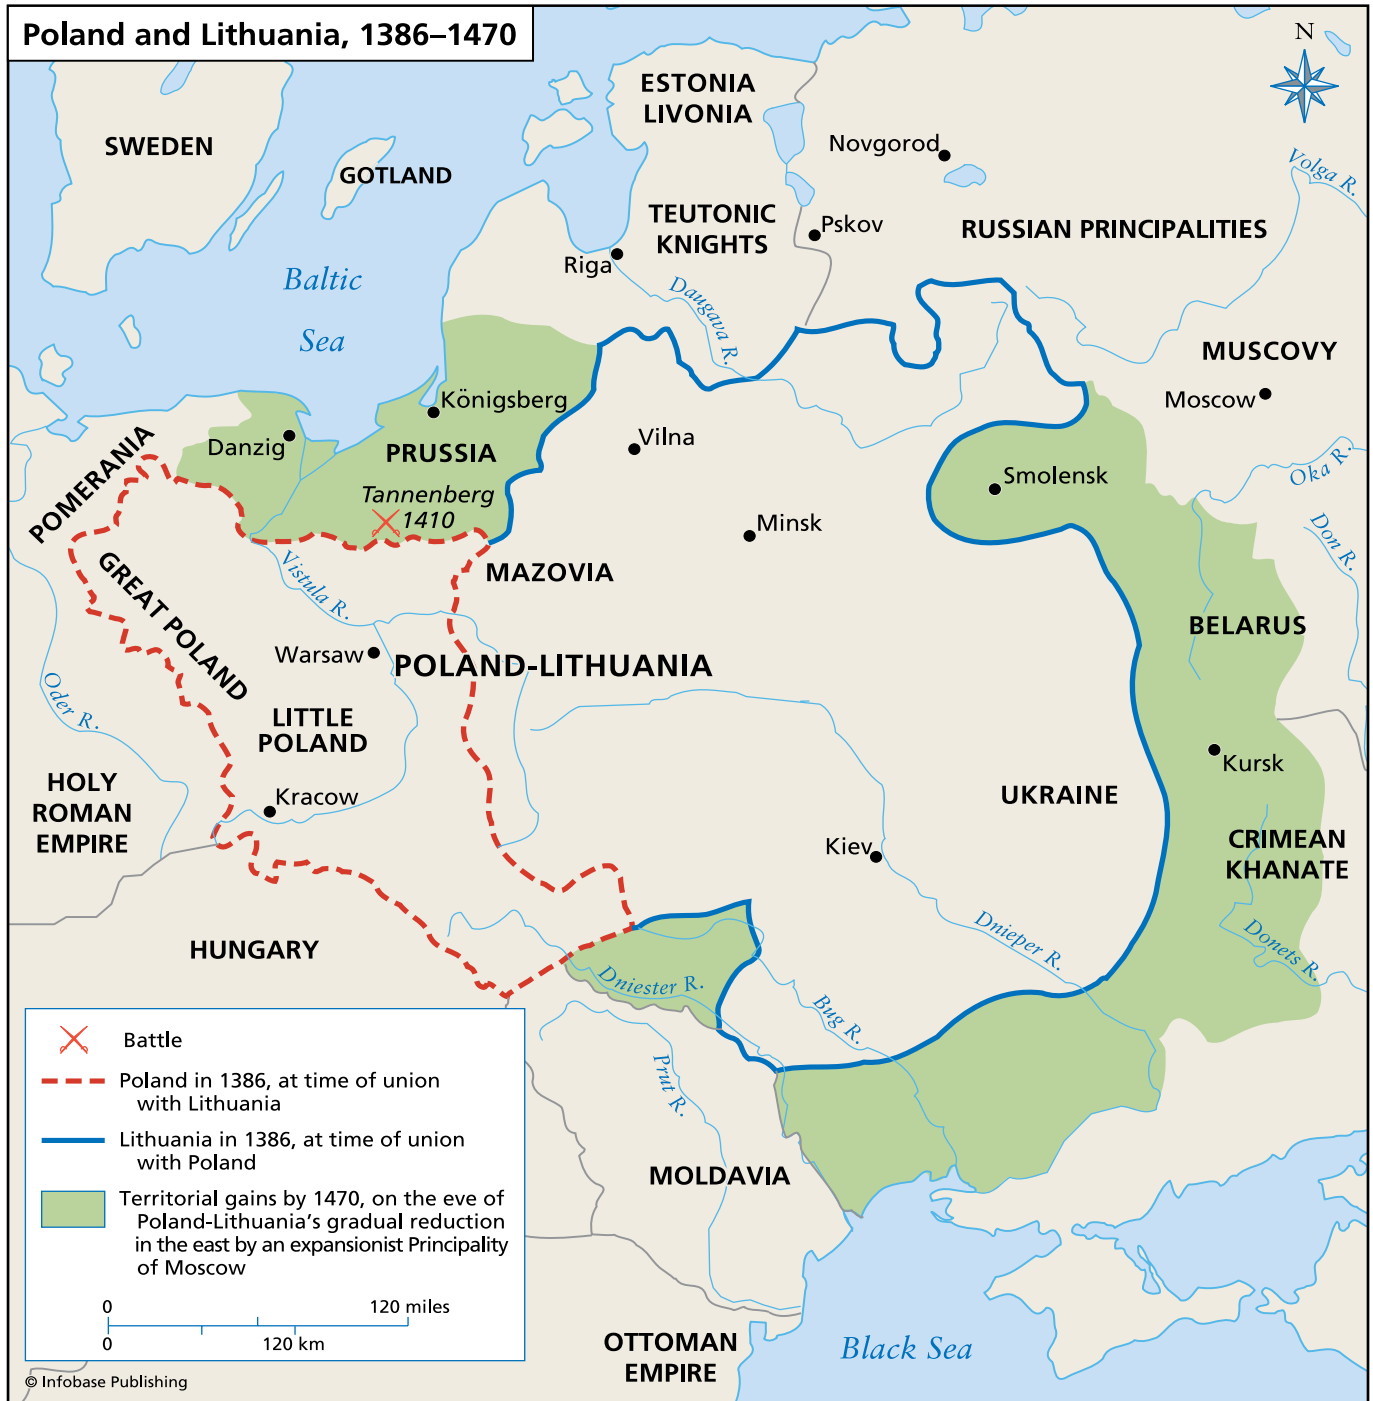 Poland and Lithuania, 1386–1470
N
ESTONIA
LIVONIA
SWEDEN
GOTLAND
Novgorod
Volga R.
TEUTONIC
KNIGHTS
Pskov
RUSSIAN PRINCIPALITIES
Riga
Baltic
Sea
Daugava R.
MUSCOVY
Moscow
Königsberg
Danzig
PRUSSIA
Vilna
POMERANIA
Tannenberg
1410
Smolensk
Oka R.
Minsk
Don R.
Vistula R.
MAZOVIA
GREAT POLAND
BELARUS
Warsaw
POLAND-LITHUANIA
Oder R.
LITTLE
POLAND
Kursk
HOLY
ROMAN
EMPIRE
Kracow
UKRAINE
Kiev
CRIMEAN
KHANATE
HUNGARY
Dnieper R.
Donets R.
Dniester R.
Bug R.
Prut R.
MOLDAVIA
Battle
Poland in 1386, at time of union
with Lithuania
Lithuania in 1386, at time of union
with Poland
Territorial gains by 1470, on the eve of
Poland-Lithuania's gradual reduction
in the east by an expansionist Principality
of Moscow
0 120 miles
0 120 km
OTTOMAN
EMPIRE
Black Sea
© Infobase Publishing